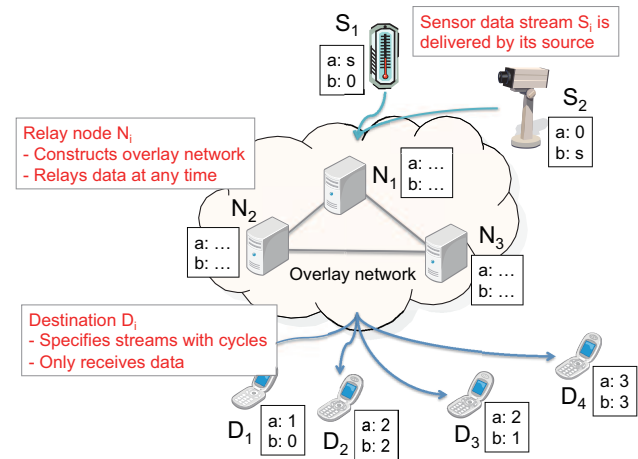 S1
a: s
b: 0
Sensor data stream Si is
delivered by its source
S2
a: 0
b: s
Relay node Ni
- Constructs overlay network
- Relays data at any time
N1
a: ...
b: ...
N2
a: ...
b: ...
N3
a: ...
b: ...
Overlay network
Destination Di
- Specifies streams with cycles
- Only receives data
D1
a: 1
b: 0
D2
a: 2
b: 2
D3
a: 2
b: 1
D4
a: 3
b: 3